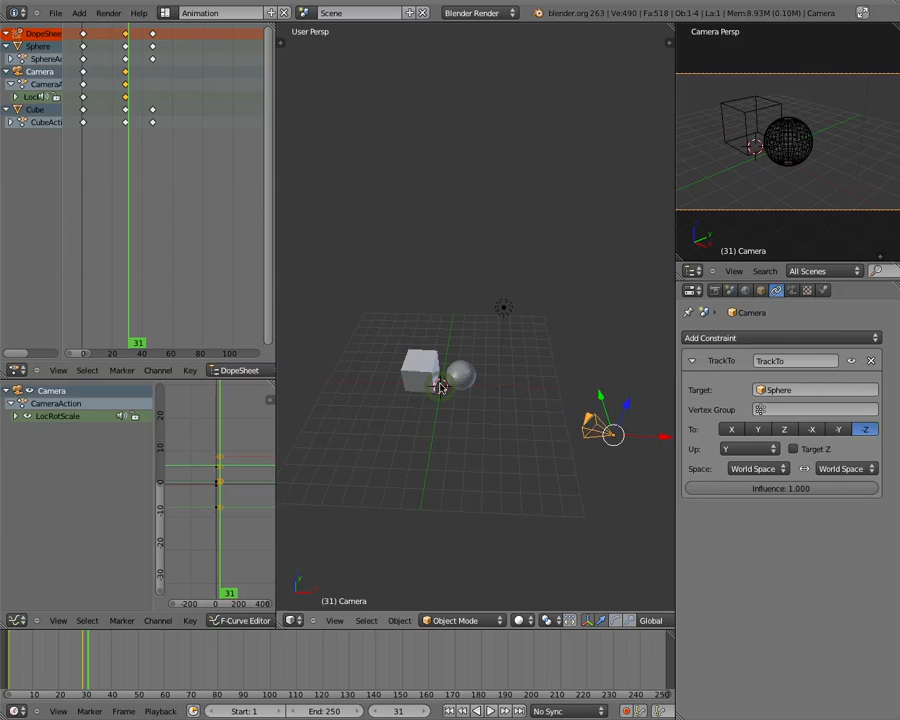 File Add Render Help Animation Scene Blender Render blender.org 263 | Ve:490 | Fa:518 | Ob:1-4 | La:1 | Mem:8.93M (0.10M) | Camera
DopeShee
Sphere
SphereAc
Camera
CameraA
Cube
CubeActi
31
0 20 40 60 80 100
View Select Marker Channel Key DopeSheet
Camera
CameraAction
LocRotScale
20
10
0
-10
-20
-30
31
-200 0 200 400
View Select Marker Channel Key F-Curve Editor
User Persp
(31) Camera
View Select Object Object Mode Global
Camera Persp
(31) Camera
View Search All Scenes
Camera
Add Constraint
TrackTo TrackTo
Target: Sphere
Vertex Group
To: X Y Z -X -Y -Z
Up: Y Target Z
Space: World Space World Space
Influence: 1.000
10 20 30 40 50 60 70 80 90 100 110 120 130 140 150 160 170 180 190 200 210 220 230 240 250
View Marker Frame Playback Start: 1 End: 250 31 No Sync